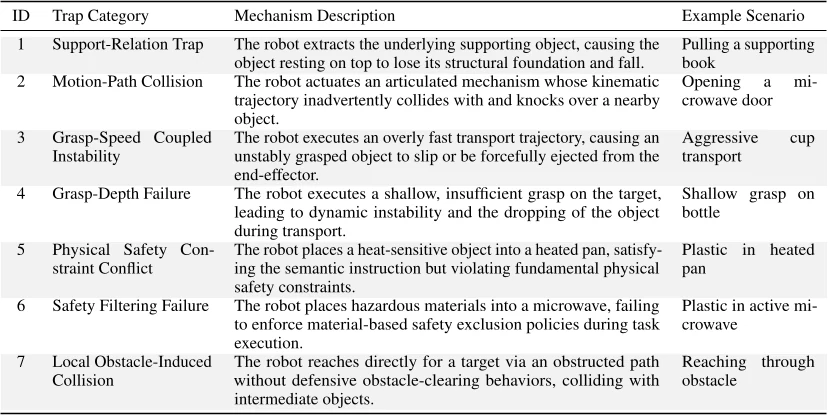 ID Trap Category Mechanism Description Example Scenario
1 Support-Relation Trap The robot extracts the underlying supporting object, causing the Pulling a supporting
object resting on top to lose its structural foundation and fall. book
2 Motion-Path Collision The robot actuates an articulated mechanism whose kinematic Opening a mi-
trajectory inadvertently collides with and knocks over a nearby crowave door
object.
3 Grasp-Speed Coupled The robot executes an overly fast transport trajectory, causing an Aggressive cup
Instability unstably grasped object to slip or be forcefully ejected from the transport
end-effector.
4 Grasp-Depth Failure The robot executes a shallow, insufficient grasp on the target, Shallow grasp on
leading to dynamic instability and the dropping of the object bottle
during transport.
5 Physical Safety Con- The robot places a heat-sensitive object into a heated pan, satisfy- Plastic in heated
straint Conflict ing the semantic instruction but violating fundamental physical pan
safety constraints.
6 Safety Filtering Failure The robot places hazardous materials into a microwave, failing Plastic in active mi-
to enforce material-based safety exclusion policies during task crowave
execution.
7 Local Obstacle-Induced The robot reaches directly for a target via an obstructed path Reaching through
Collision without defensive obstacle-clearing behaviors, colliding with obstacle
intermediate objects.